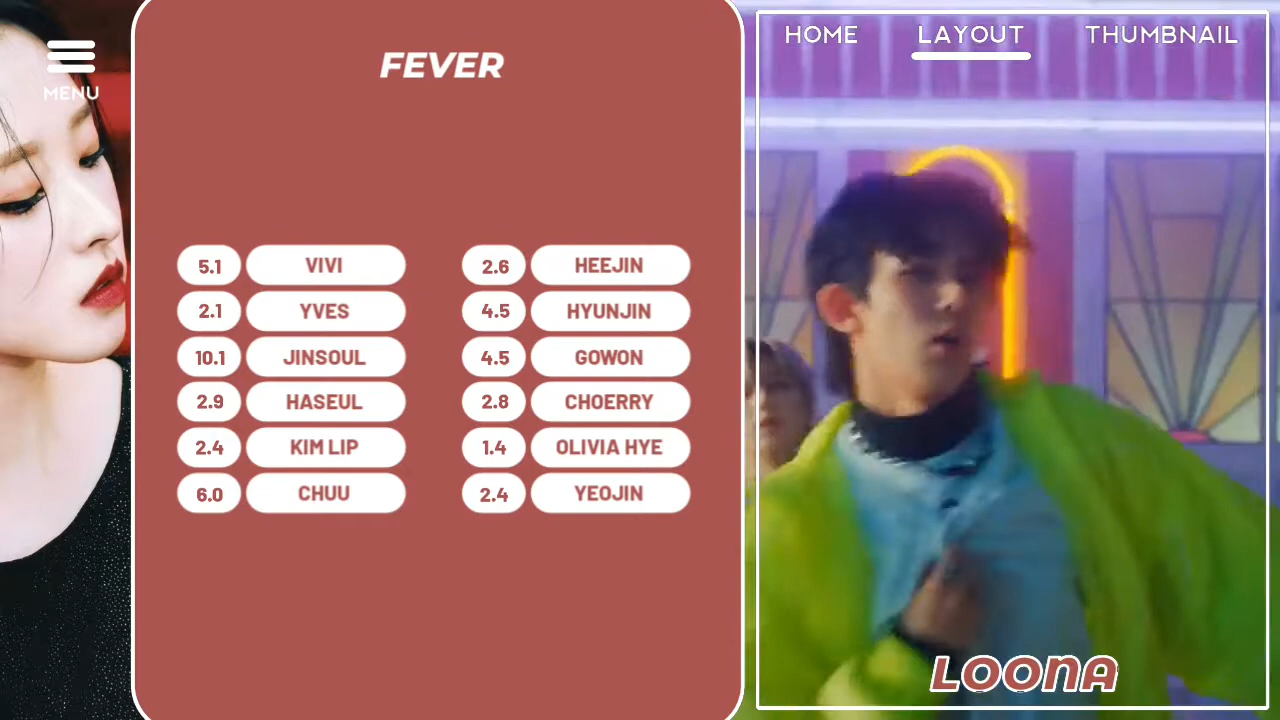 MENU
FEVER
HOME LAYOUT THUMBNAIL
5.1 VIVI
2.1 YVES
10.1 JINSOUL
2.9 HASEUL
2.4 KIM LIP
6.0 CHUU
2.6 HEEJIN
4.5 HYUNJIN
4.5 GOWON
2.8 CHOERRY
1.4 OLIVIA HYE
2.4 YEOJIN
LOONA